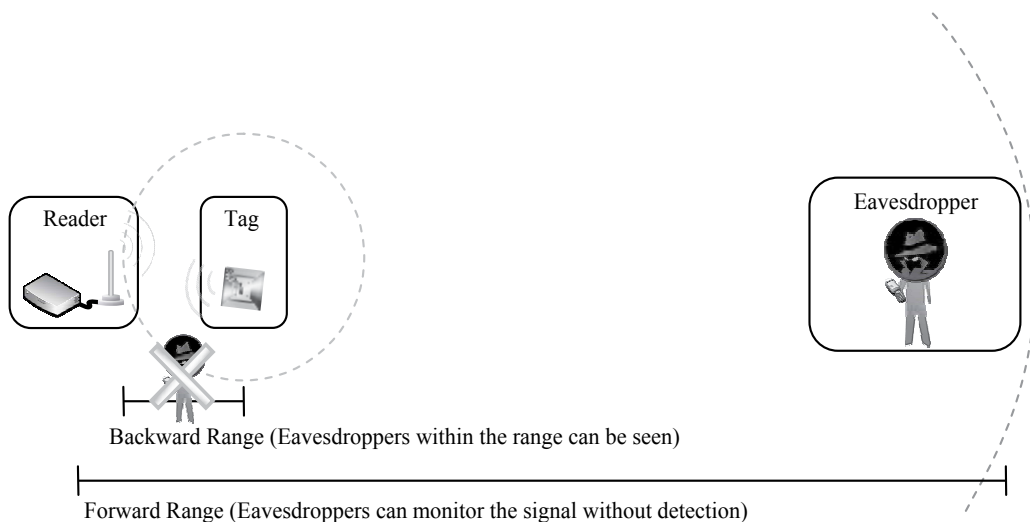 Reader
Tag
Eavesdropper
Backward Range (Eavesdroppers within the range can be seen)
Forward Range (Eavesdroppers can monitor the signal without detection)